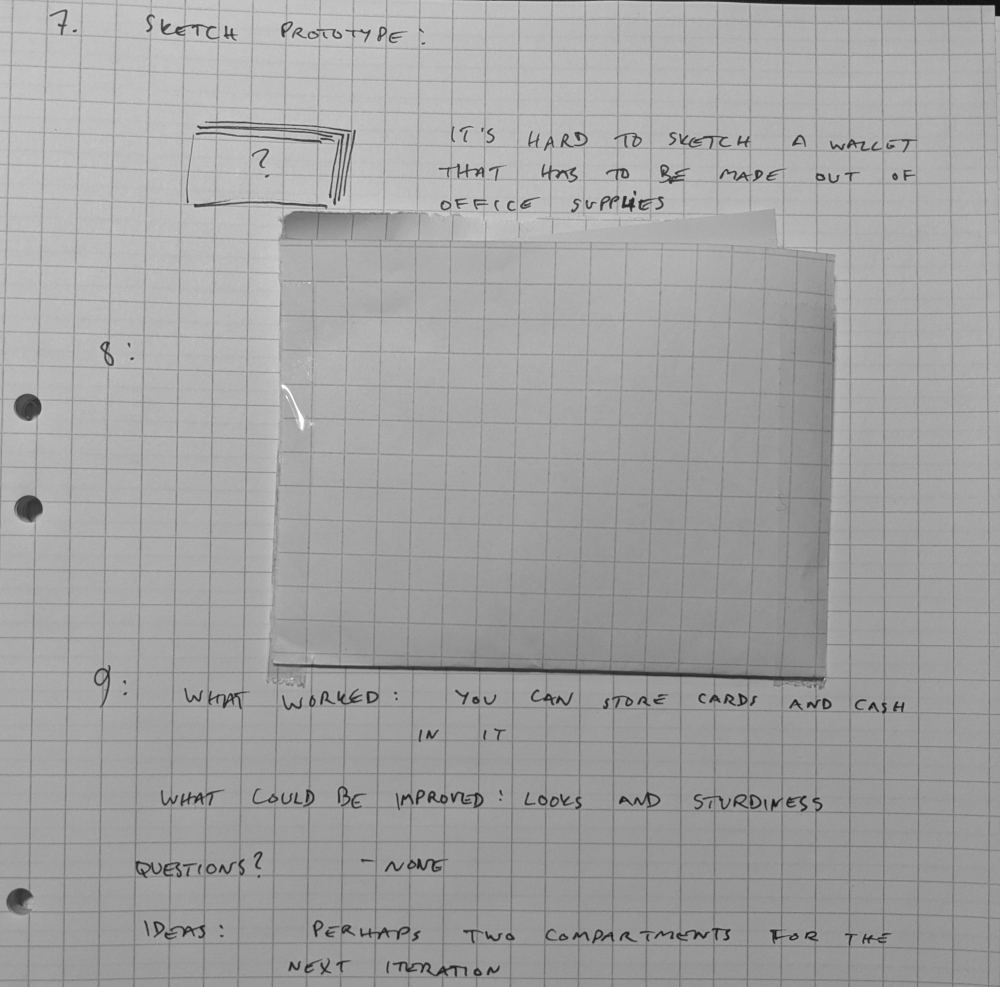 7. SKETCH PROTOTYPE:
?
IT'S HARD TO SKETCH A WALLET
THAT HAS TO BE MADE OUT OF
OFFICE SUPPLIES
8:
9: WHAT WORKED: YOU CAN STORE CARDS AND CASH
IN IT
WHAT COULD BE IMPROVED: LOOKS AND STURDINESS
QUESTIONS? - NONE
IDEAS: PERHAPS TWO COMPARTMENTS FOR THE
NEXT ITERATION